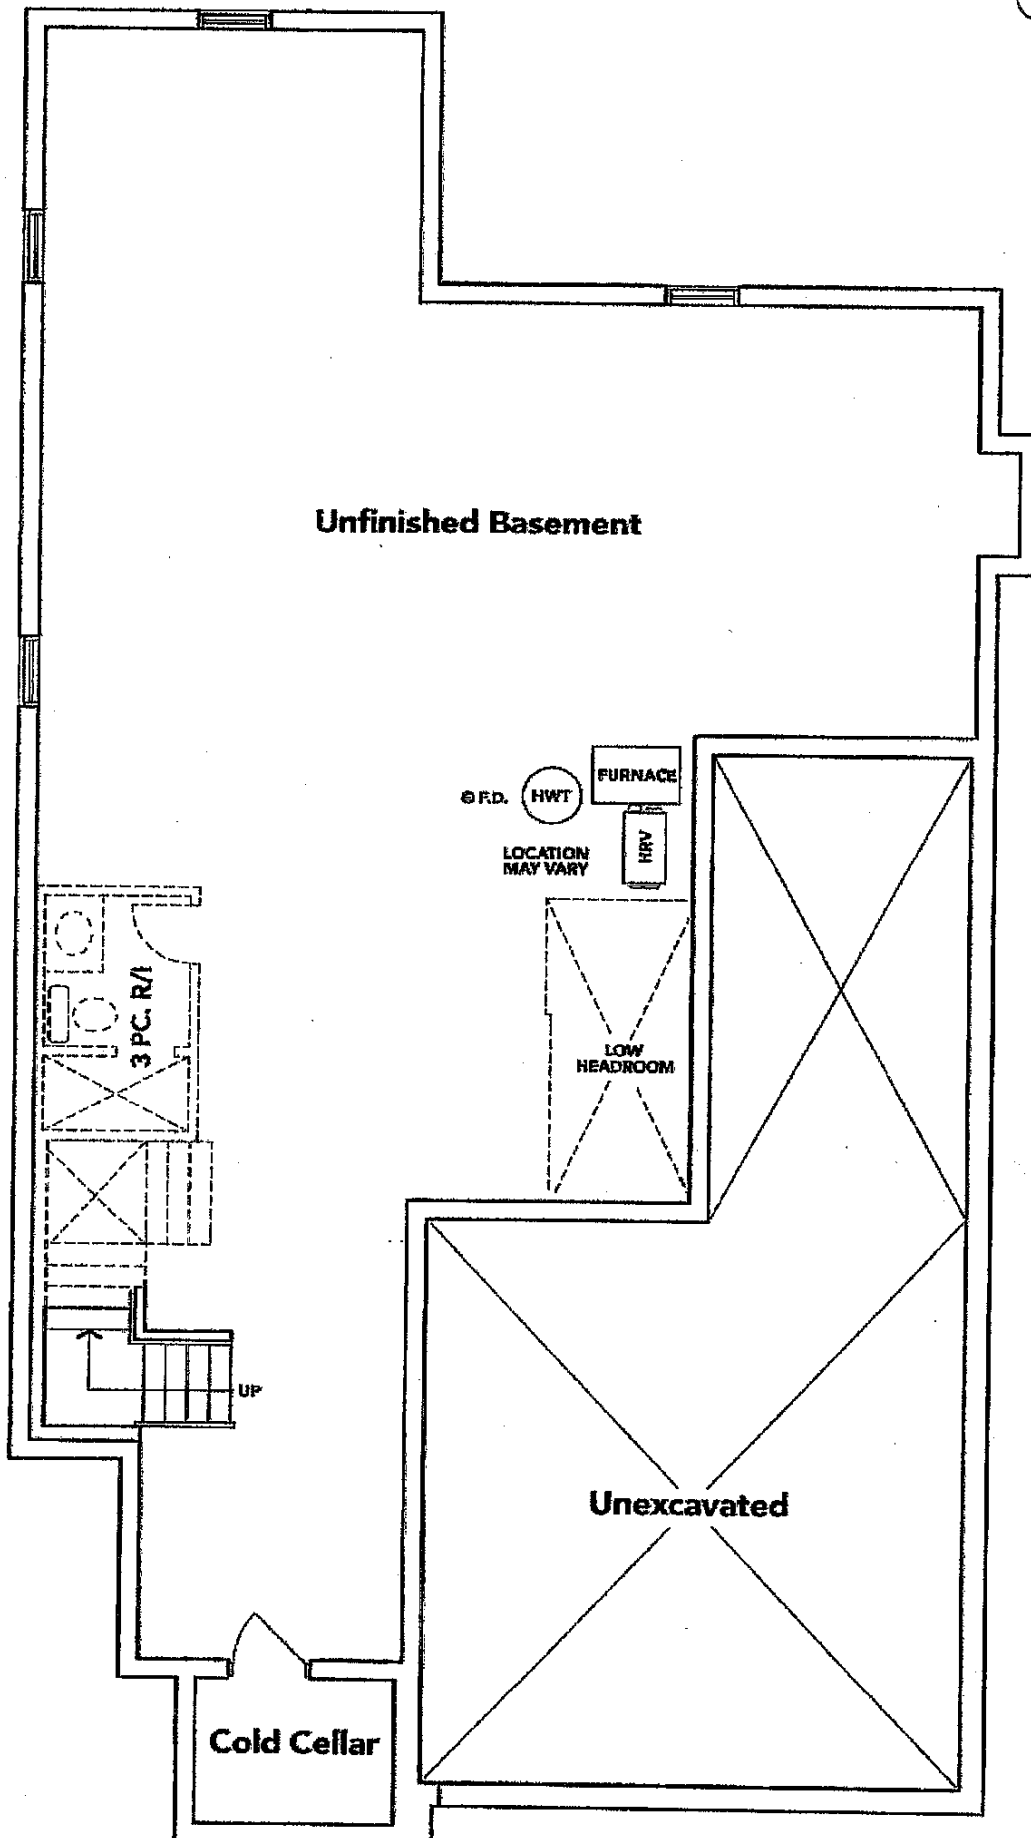 Unfinished Basement
FURNACE
F.D.
HWT
HRV
LOCATION
MAY VARY
3 PC. R/I
LOW
HEADROOM
UP
Unexcavated
Cold Cellar